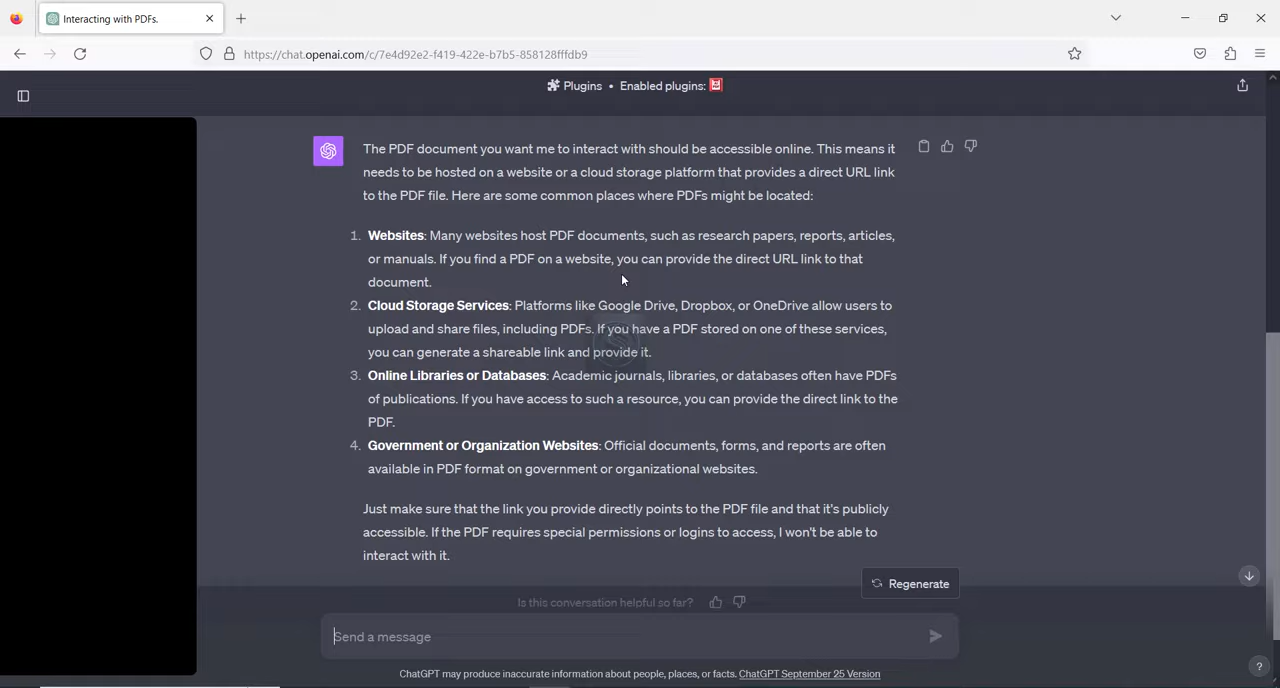 Interacting with PDFs.
https://chat.openai.com/c/7e4d92e2-f419-422e-b7b5-858128fffdb9
Plugins • Enabled plugins:
The PDF document you want me to interact with should be accessible online. This means it
needs to be hosted on a website or a cloud storage platform that provides a direct URL link
to the PDF file. Here are some common places where PDFs might be located:
1. Websites: Many websites host PDF documents, such as research papers, reports, articles,
or manuals. If you find a PDF on a website, you can provide the direct URL link to that
document.
2. Cloud Storage Services: Platforms like Google Drive, Dropbox, or OneDrive allow users to
upload and share files, including PDFs. If you have a PDF stored on one of these services,
you can generate a shareable link and provide it.
3. Online Libraries or Databases: Academic journals, libraries, or databases often have PDFs
of publications. If you have access to such a resource, you can provide the direct link to the
PDF.
4. Government or Organization Websites: Official documents, forms, and reports are often
available in PDF format on government or organizational websites.
Just make sure that the link you provide directly points to the PDF file and that it's publicly
accessible. If the PDF requires special permissions or logins to access, I won't be able to
interact with it.
Regenerate
Is this conversation helpful so far?
Send a message
ChatGPT may produce inaccurate information about people, places, or facts. ChatGPT September 25 Version
?